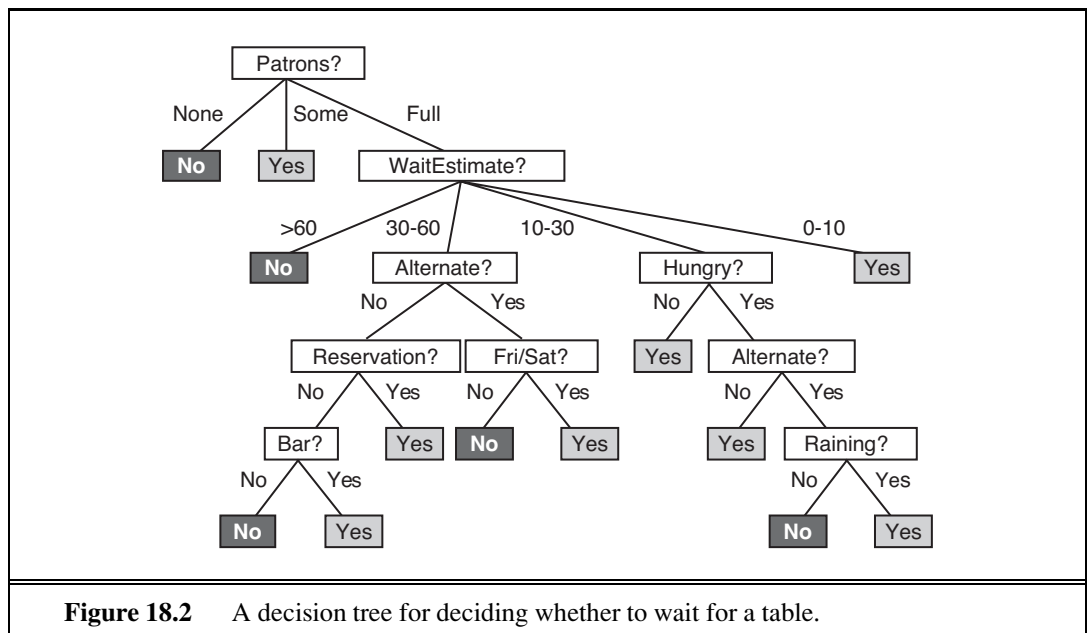 Patrons?
None Some Full
No Yes WaitEstimate?
>60 30-60 10-30 0-10
No Alternate? Hungry? Yes
No Yes No Yes
Reservation? Fri/Sat? Yes Alternate?
No Yes No Yes No Yes
Bar? Yes No Yes Yes Raining?
No Yes No Yes
No Yes No Yes
Figure 18.2 A decision tree for deciding whether to wait for a table.